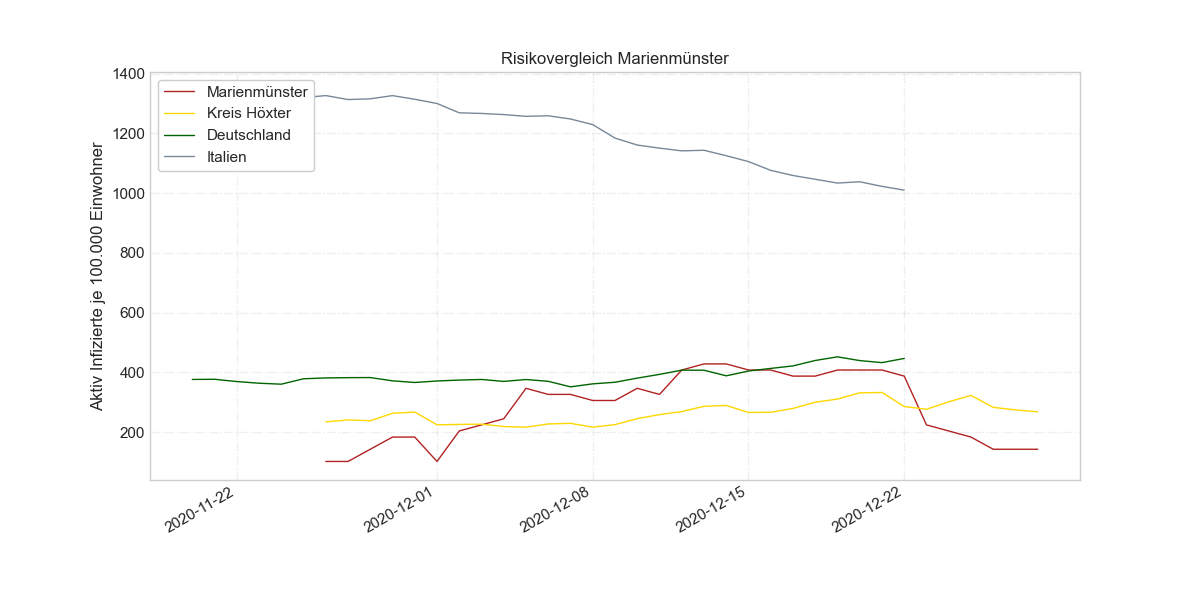 Risikovergleich Marienmünster
Aktiv Infizierte je 100.000 Einwohner
1400
1200
1000
800
600
400
200
Marienmünster
Kreis Höxter
Deutschland
Italien
2020-11-22
2020-12-01
2020-12-08
2020-12-15
2020-12-22